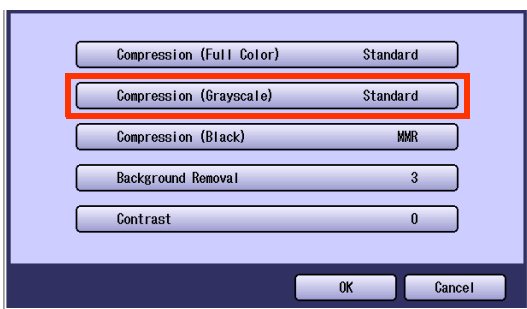 Compression (Full Color) Standard
Compression (Grayscale) Standard
Compression (Black) MMR
Background Removal 3
Contrast 0
OK Cancel